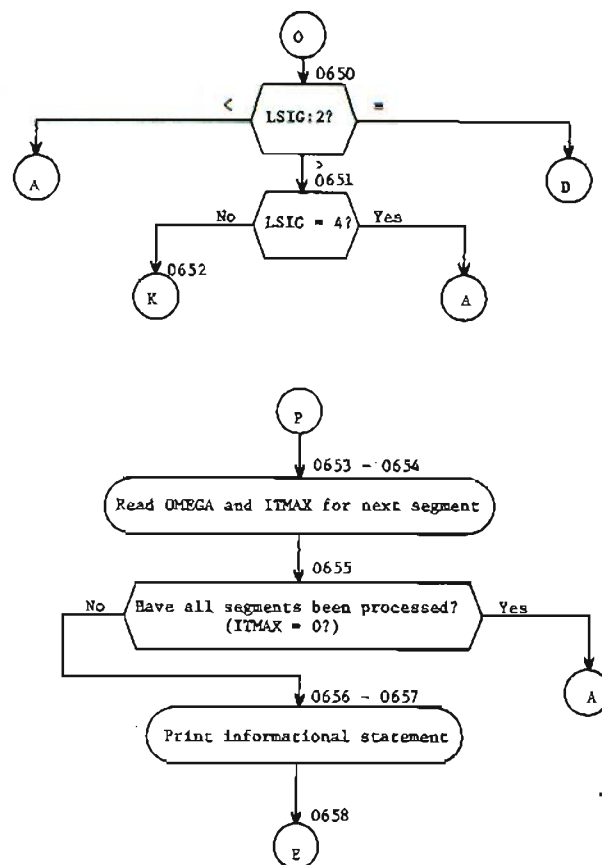 O
0650
< LSIG:2? =
A
>
0651
D
No LSIG = 4? Yes
0652
K
A
P
0653 - 0654
Read OMEGA and ITMAX for next segment
0655
No Have all segments been processed? Yes
(ITMAX = 0?)
A
0656 - 0657
Print informational statement
0658
E